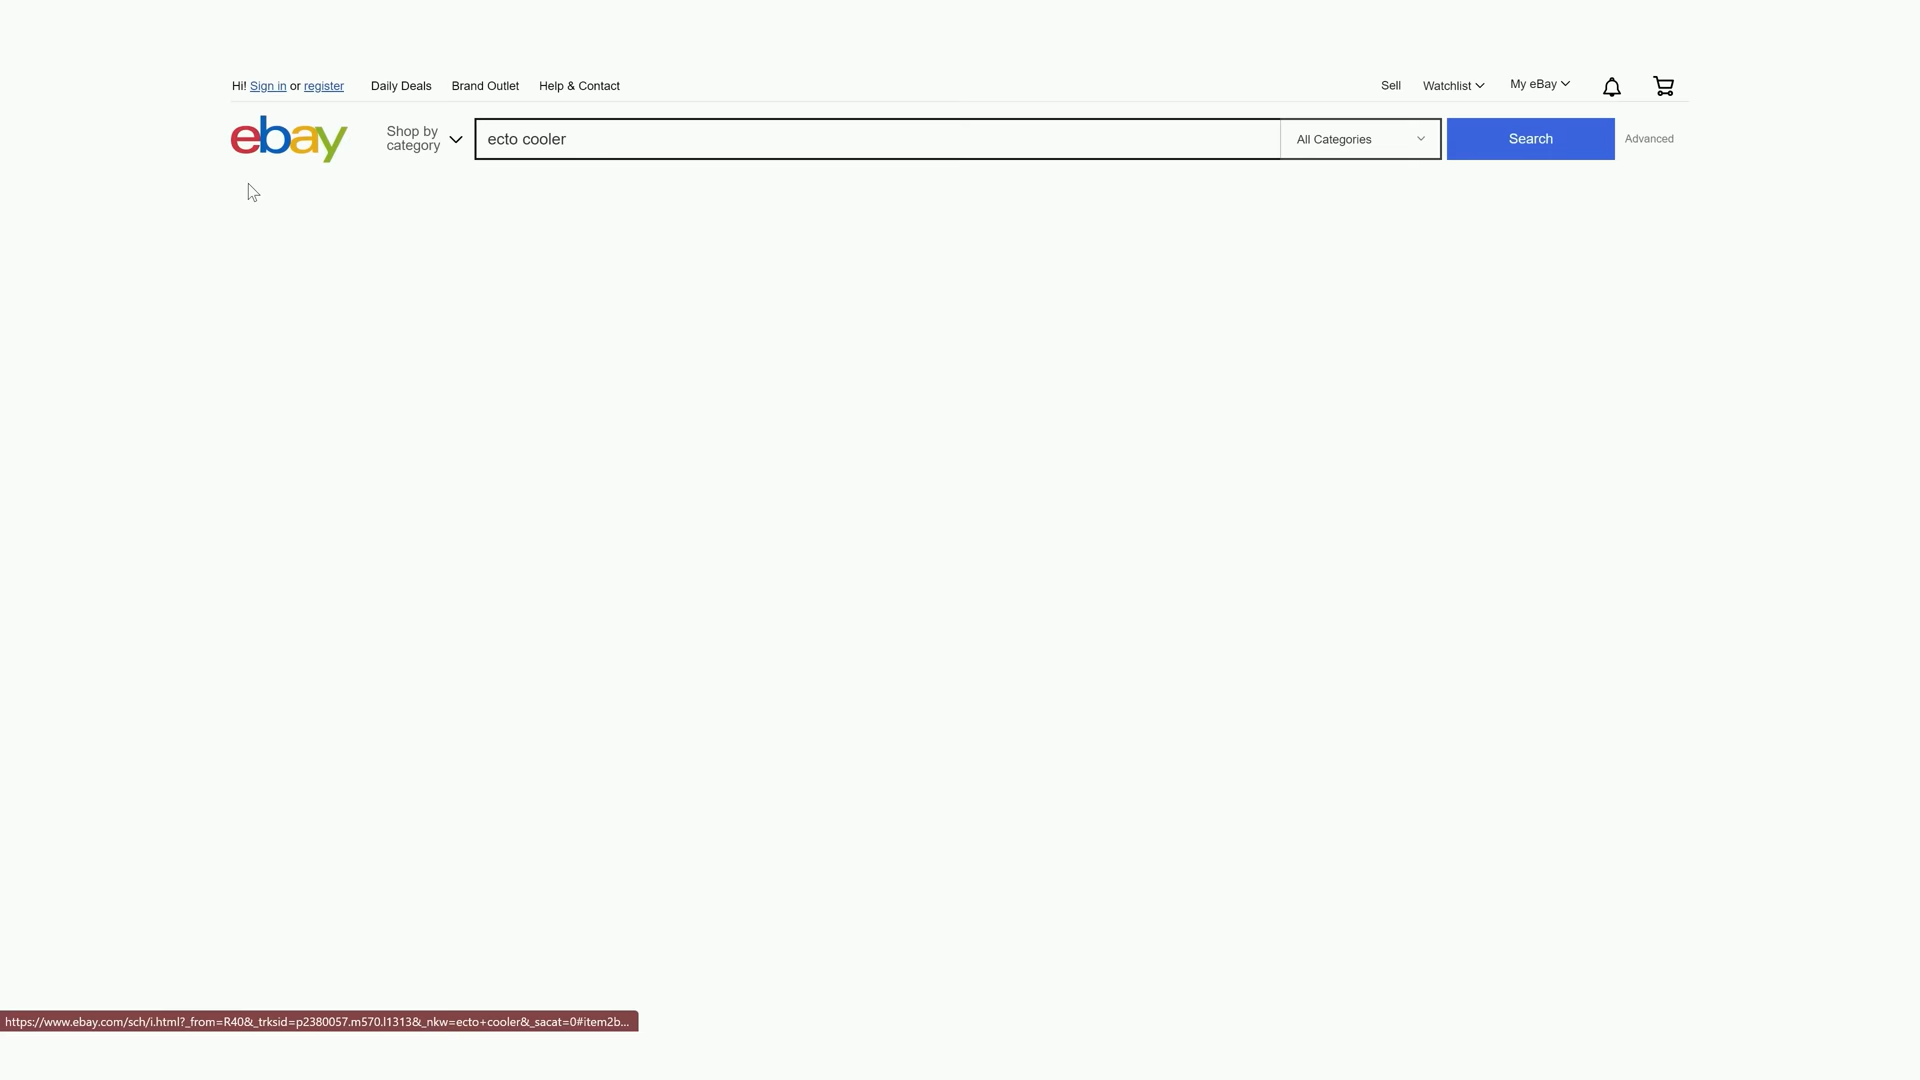 Hi! Sign in or register Daily Deals Brand Outlet Help & Contact Sell Watchlist My eBay
ebay Shop by category ecto cooler All Categories Search Advanced
https://www.ebay.com/sch/i.html?_from=R40&_trksid=p2380057.m570.l1313&_nkw=ecto+cooler&_sacat=0#item2b...